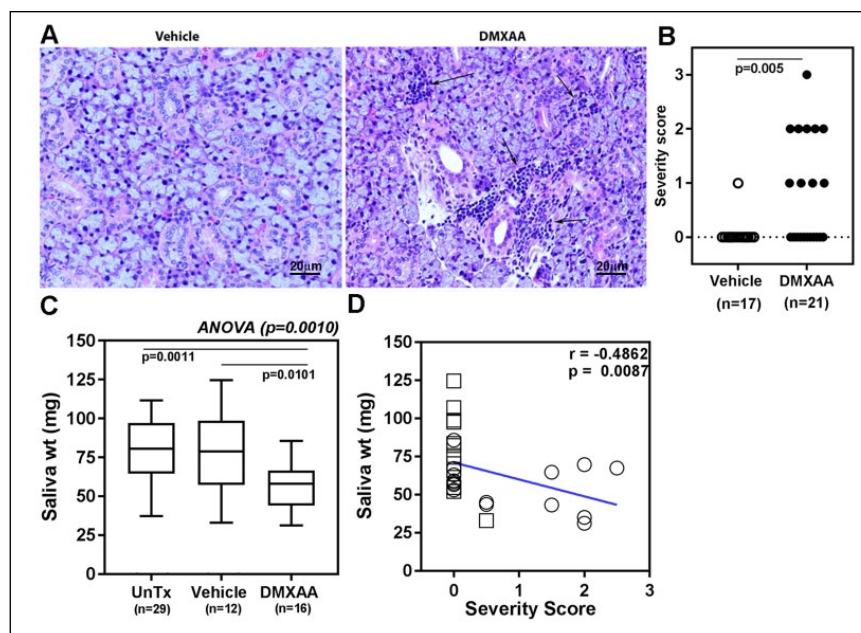 A
Vehicle
DMXAA
20μm
20μm
B
p=0.005
Severity score
3
2
1
0
Vehicle
DMXAA
(n=17)
(n=21)
C
ANOVA (p=0.0010)
p=0.0011
p=0.0101
Saliva wt (mg)
150
125
100
75
50
25
0
UnTx
Vehicle
DMXAA
(n=29)
(n=12)
(n=16)
D
r = -0.4862
p = 0.0087
Saliva wt (mg)
150
125
100
75
50
25
0
0
1
2
3
Severity Score